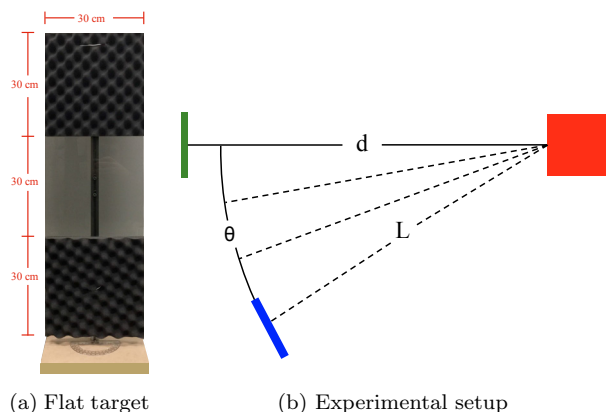 30 cm
30 cm
30 cm
30 cm
d
θ
L
(a) Flat target
(b) Experimental setup